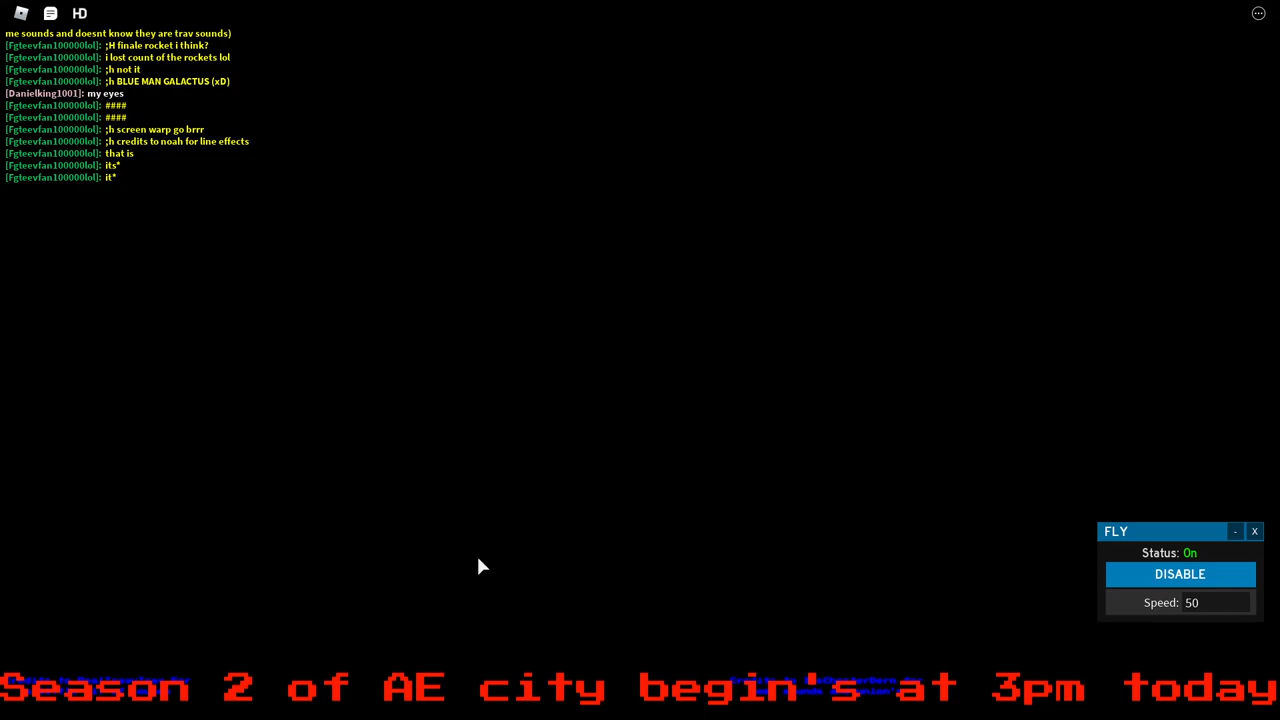 HD
me sounds and doesnt know they are trav sounds)
[Fgteevfan100000lol]: ;H finale rocket i think?
[Fgteevfan100000lol]: i lost count of the rockets lol
[Fgteevfan100000lol]: ;h not it
[Fgteevfan100000lol]: ;h BLUE MAN GALACTUS (xD)
[Danielking1001]: my eyes
[Fgteevfan100000lol]: ####
[Fgteevfan100000lol]: ####
[Fgteevfan100000lol]: ;h screen warp go brrr
[Fgteevfan100000lol]: ;h credits to noah for line effects
[Fgteevfan100000lol]: that is
[Fgteevfan100000lol]: its*
[Fgteevfan100000lol]: it*
FLY - X
Status: On
DISABLE
Speed: 50
Season 2 of AE city begin's at 3pm today